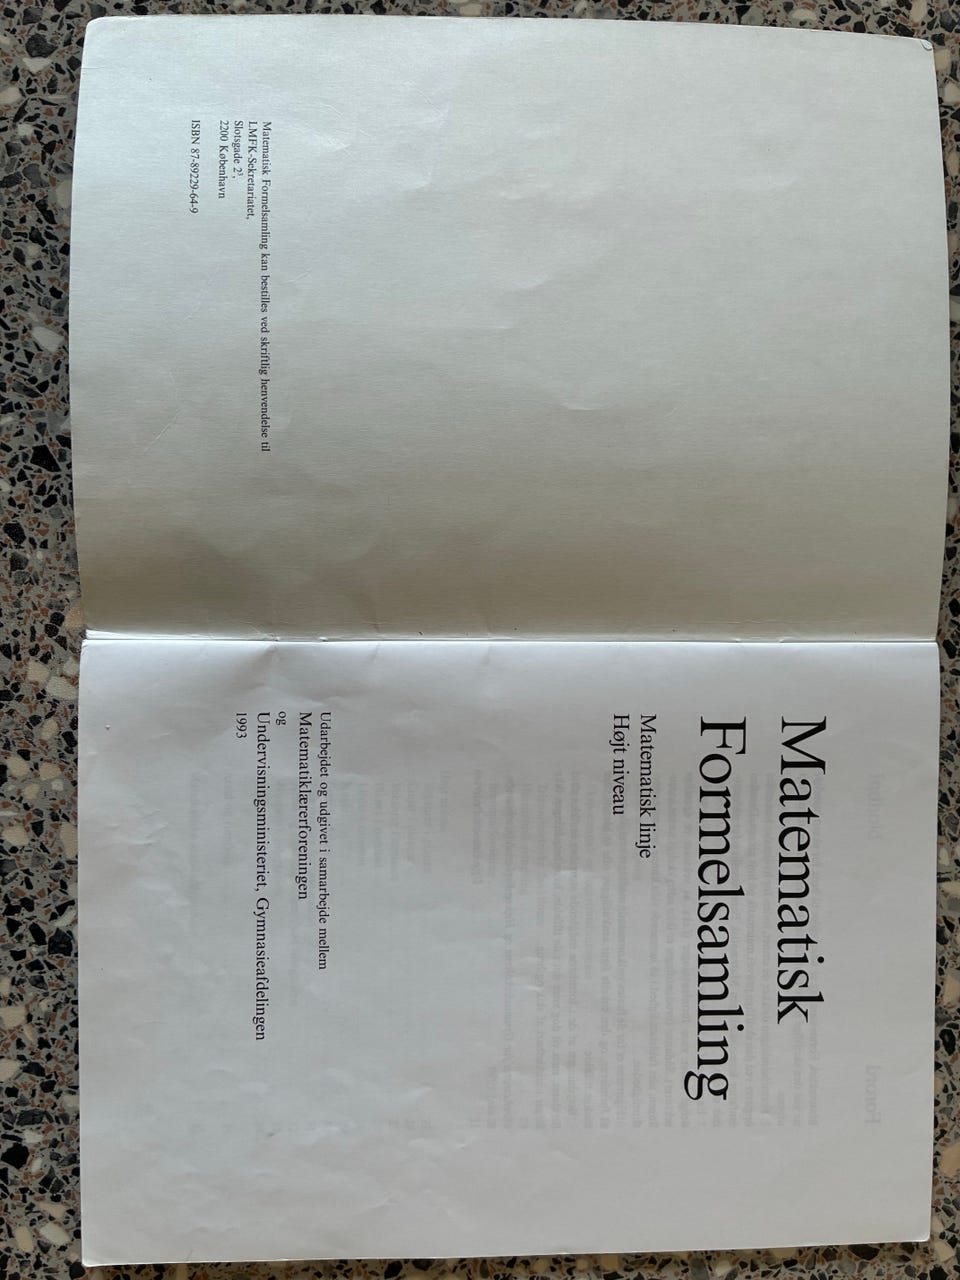 Matematisk Formelsamling kan bestilles ved skriftlig henvendelse til
LMFK-Sekretariatet,
Slotsgade 2³,
2200 København
ISBN 87-89229-64-9
Matematisk
Formelsamling
Matematisk linje
Højt niveau
Udarbejdet og udgivet i samarbejde mellem
Matematiklærerforeningen
og
Undervisningsministeriet, Gymnasieafdelingen
1993